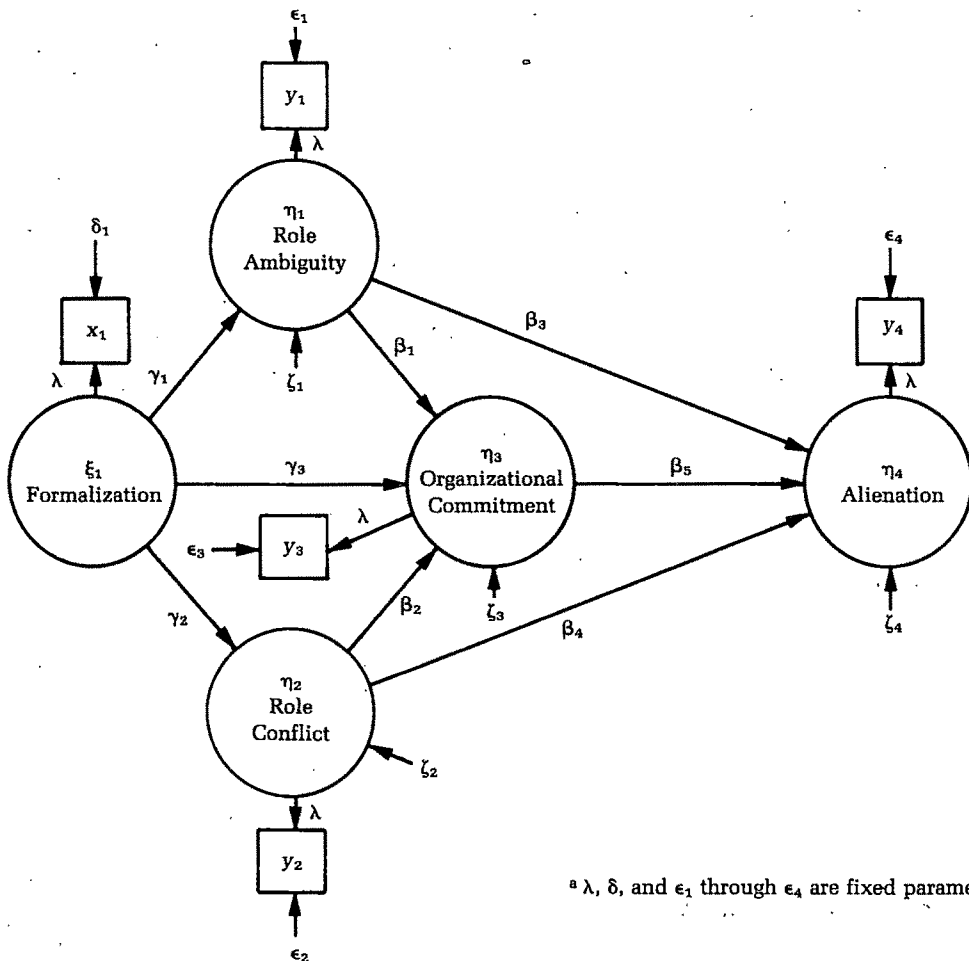 ε₁
a
y₁
λ
η₁
Role
Ambiguity
δ₁
ε₄
x₁
β₃
y₄
λ
γ₁
ζ₁
β₁
λ
ξ₁
Formalization
γ₃
η₃
Organizational
Commitment
β₅
η₄
Alienation
λ
ε₃
y₃
γ₂
β₂
ζ₃
β₄
ζ₄
η₂
Role
Conflict
ζ₂
λ
y₂
ᵃ λ, δ, and ε₁ through ε₄ are fixed parame
ε₂